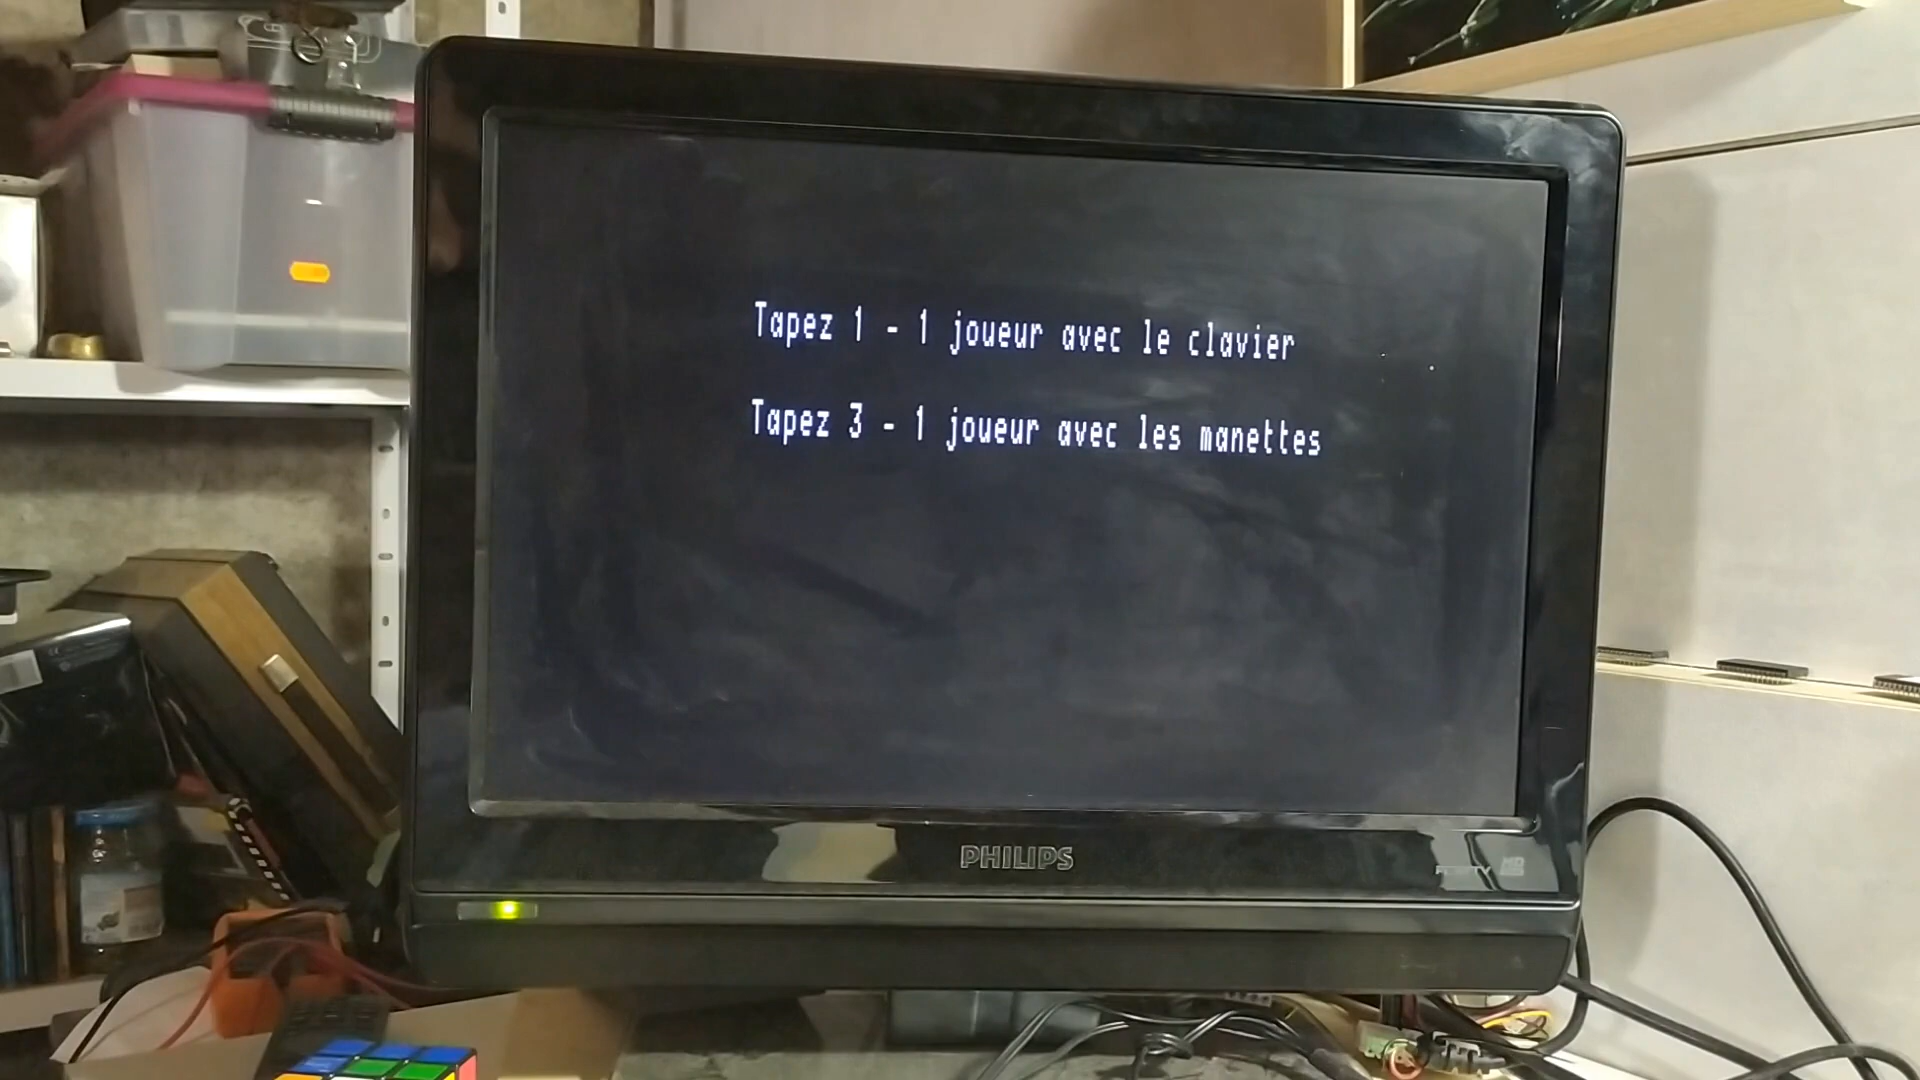 Tapez 1 - 1 joueur avec le clavier
Tapez 3 - 1 joueur avec les manettes
PHILIPS